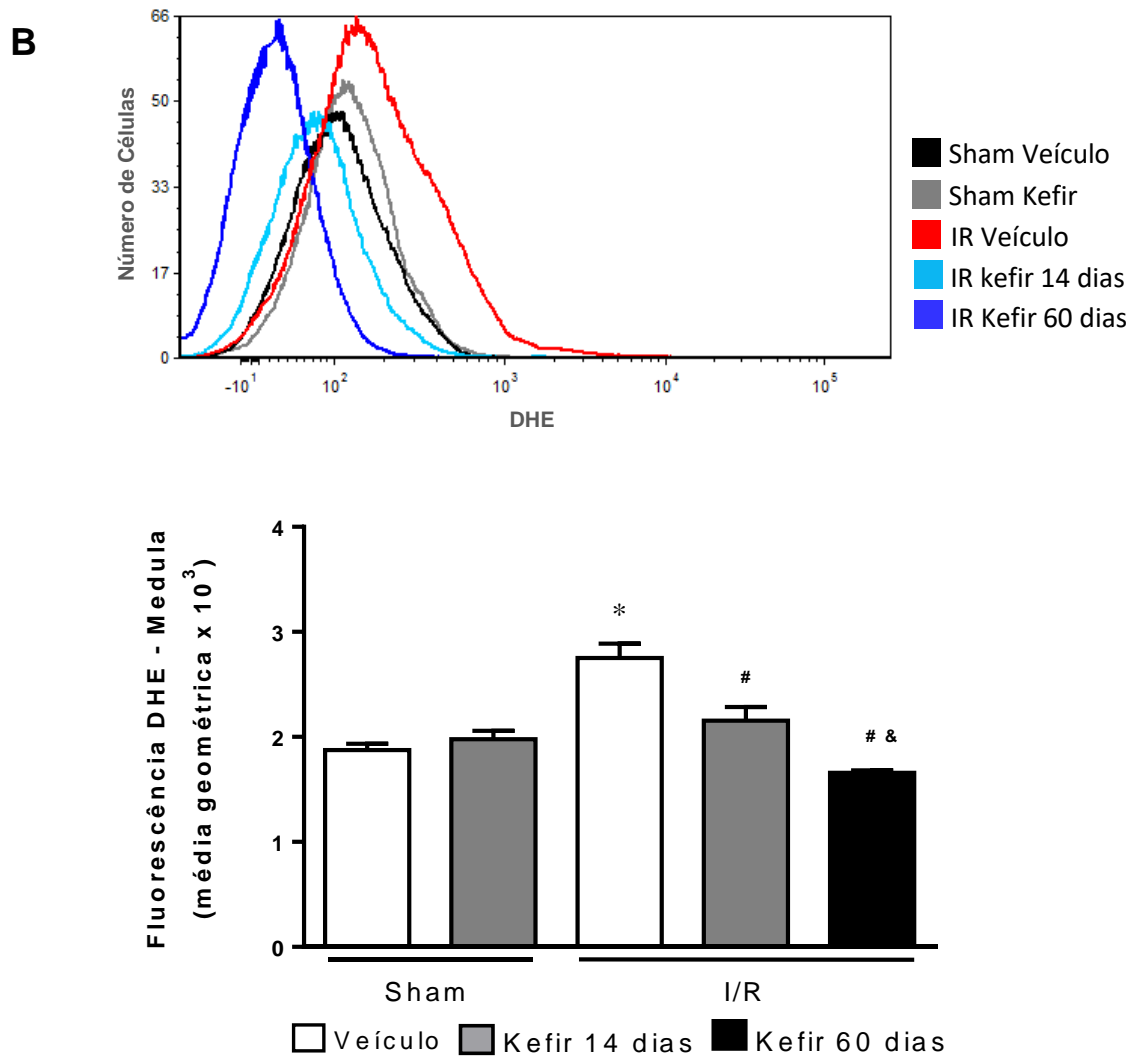 B
66
50
33
17
0
Número de Células
-10¹ 10² 10³ 10⁴ 10⁵
DHE
Sham Veículo
Sham Kefir
IR Veículo
IR kefir 14 dias
IR Kefir 60 dias
Fluorescência DHE - Medula
(média geométrica x 10³)
4
3
2
1
0
*
#
# &
Sham I/R
Veículo Kefir 14 dias Kefir 60 dias